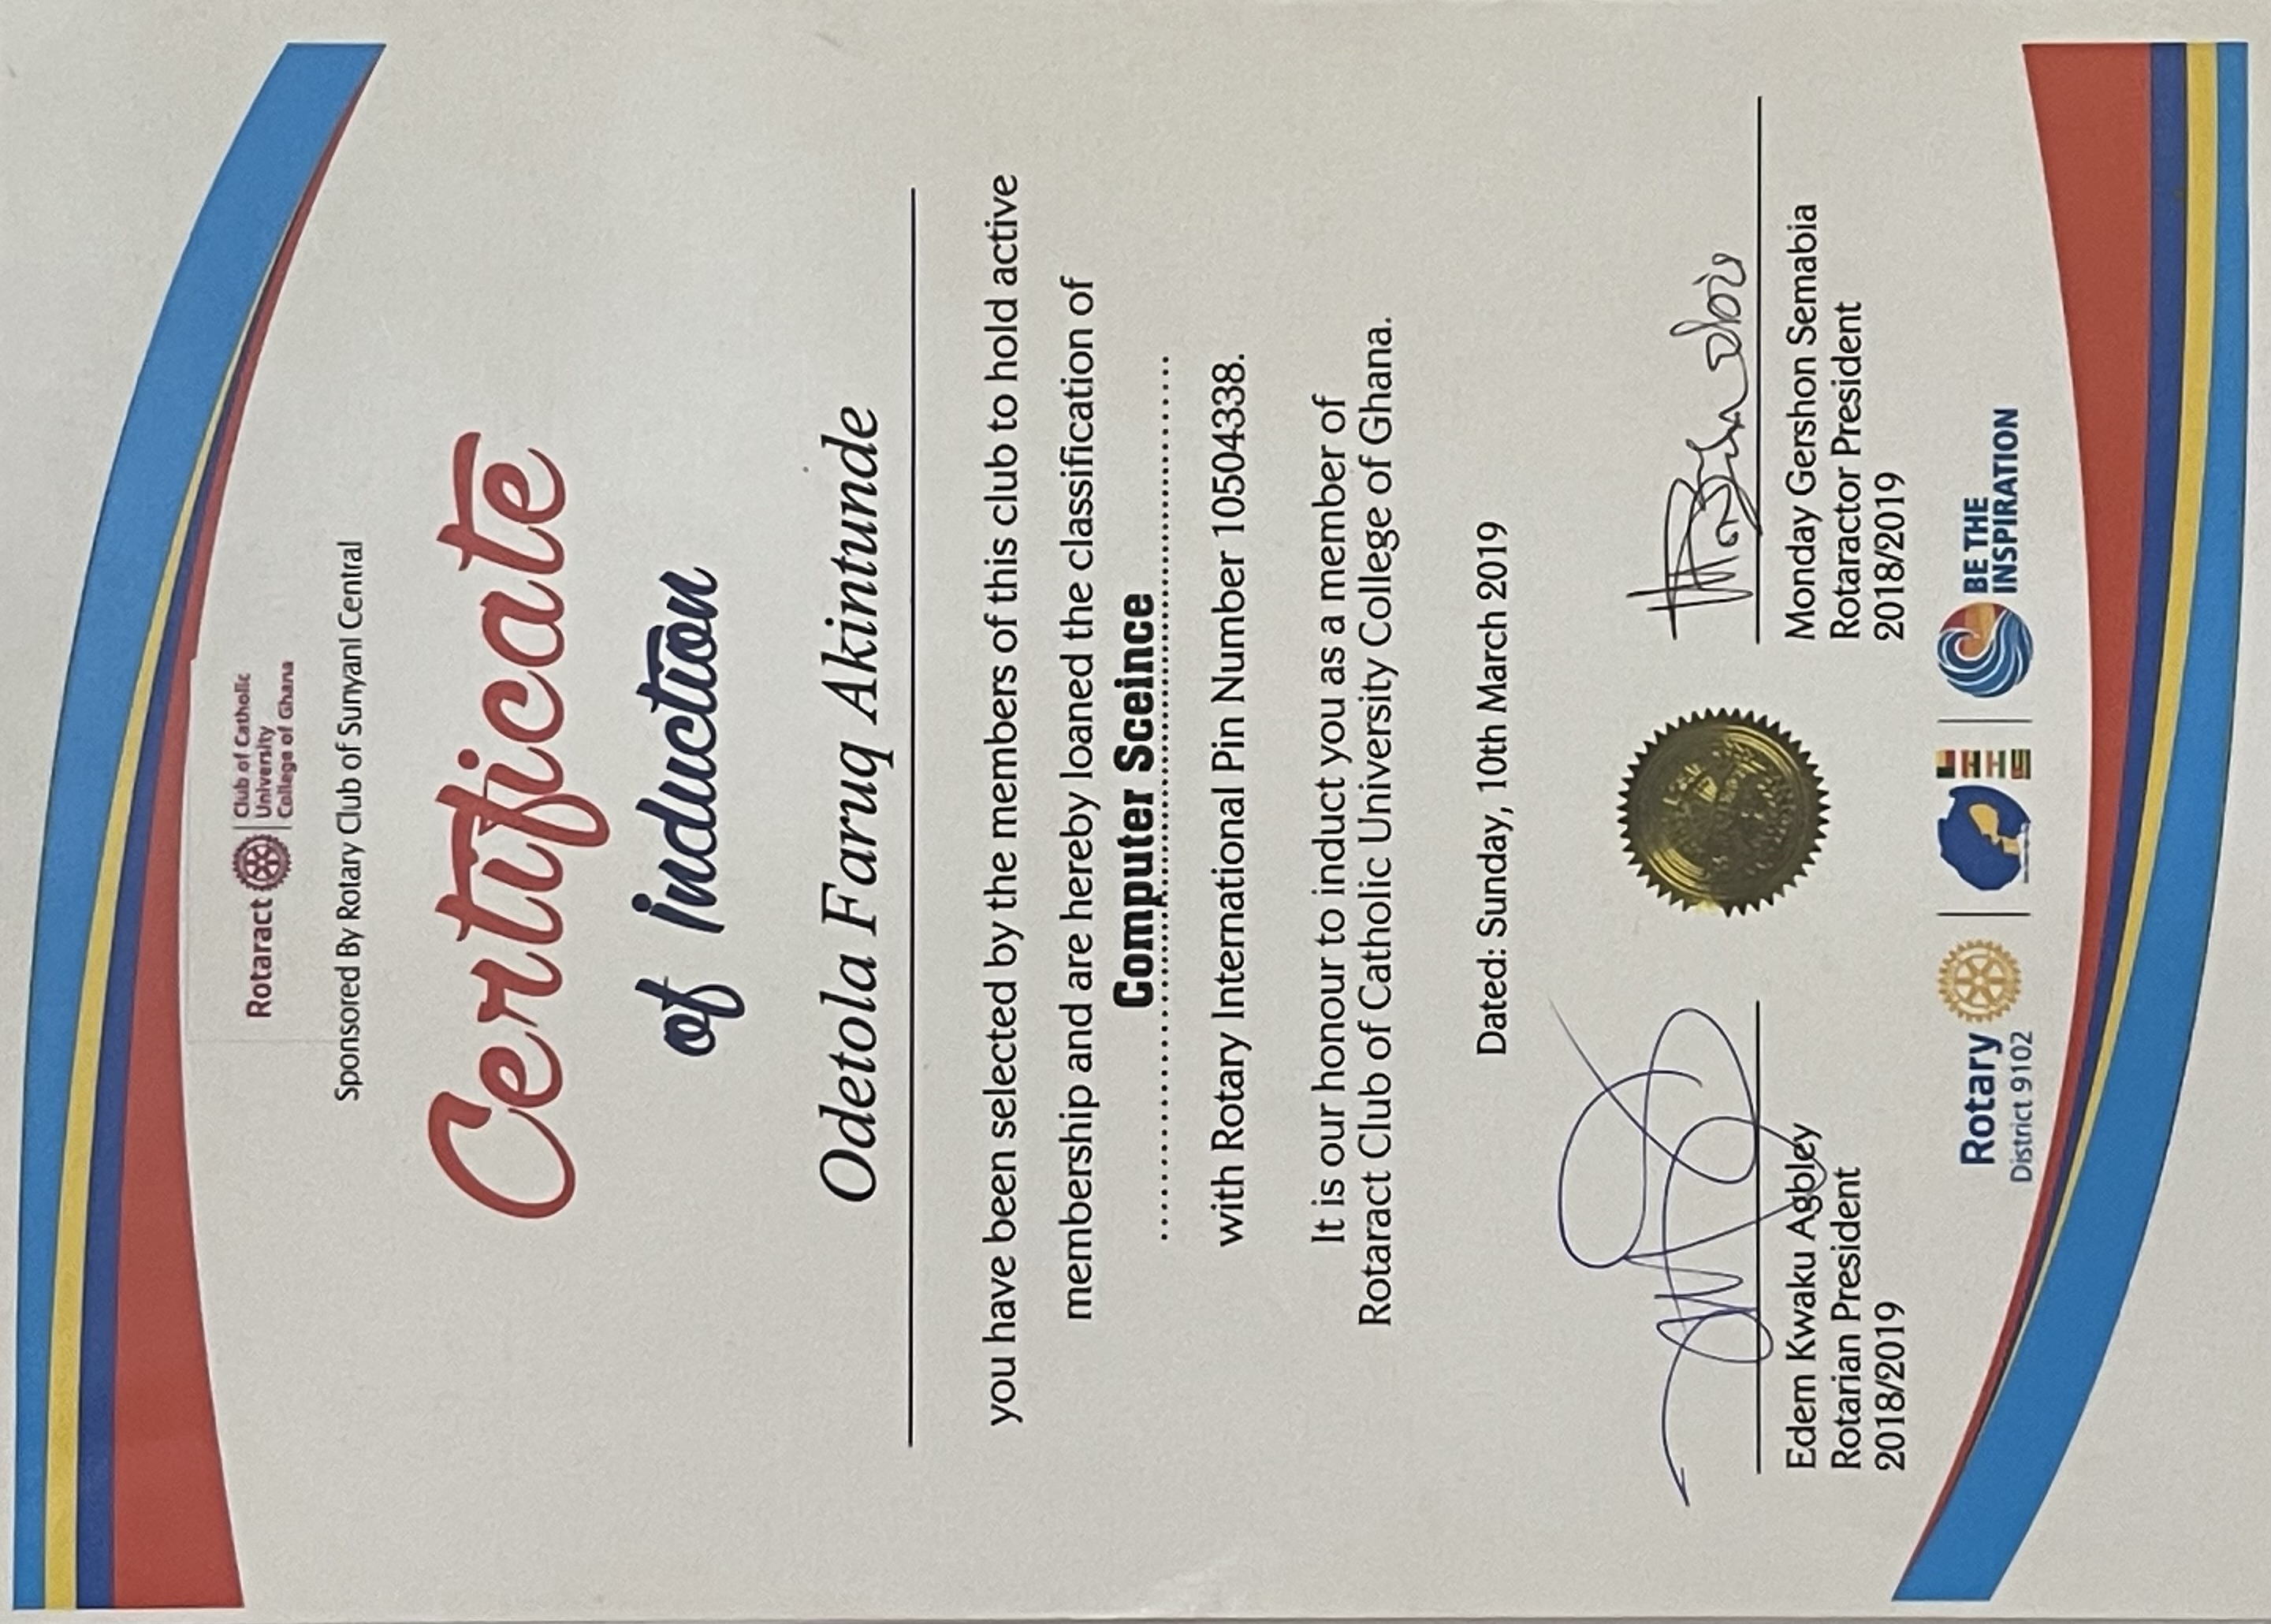 Rotaract
Club of Catholic
University
College of Ghana
Sponsored By Rotary Club of Sunyani Central
Certificate
of induction
Odetola Faruq Akintunde
you have been selected by the members of this club to hold active
membership and are hereby loaned the classification of
Computer Sceince
with Rotary International Pin Number 10504338.
It is our honour to induct you as a member of
Rotaract Club of Catholic University College of Ghana.
Dated: Sunday, 10th March 2019
Edem Kwaku Agbley
Rotarian President
2018/2019
Monday Gershon Semabia
Rotaractor President
2018/2019
Rotary
District 9102
BE THE
INSPIRATION